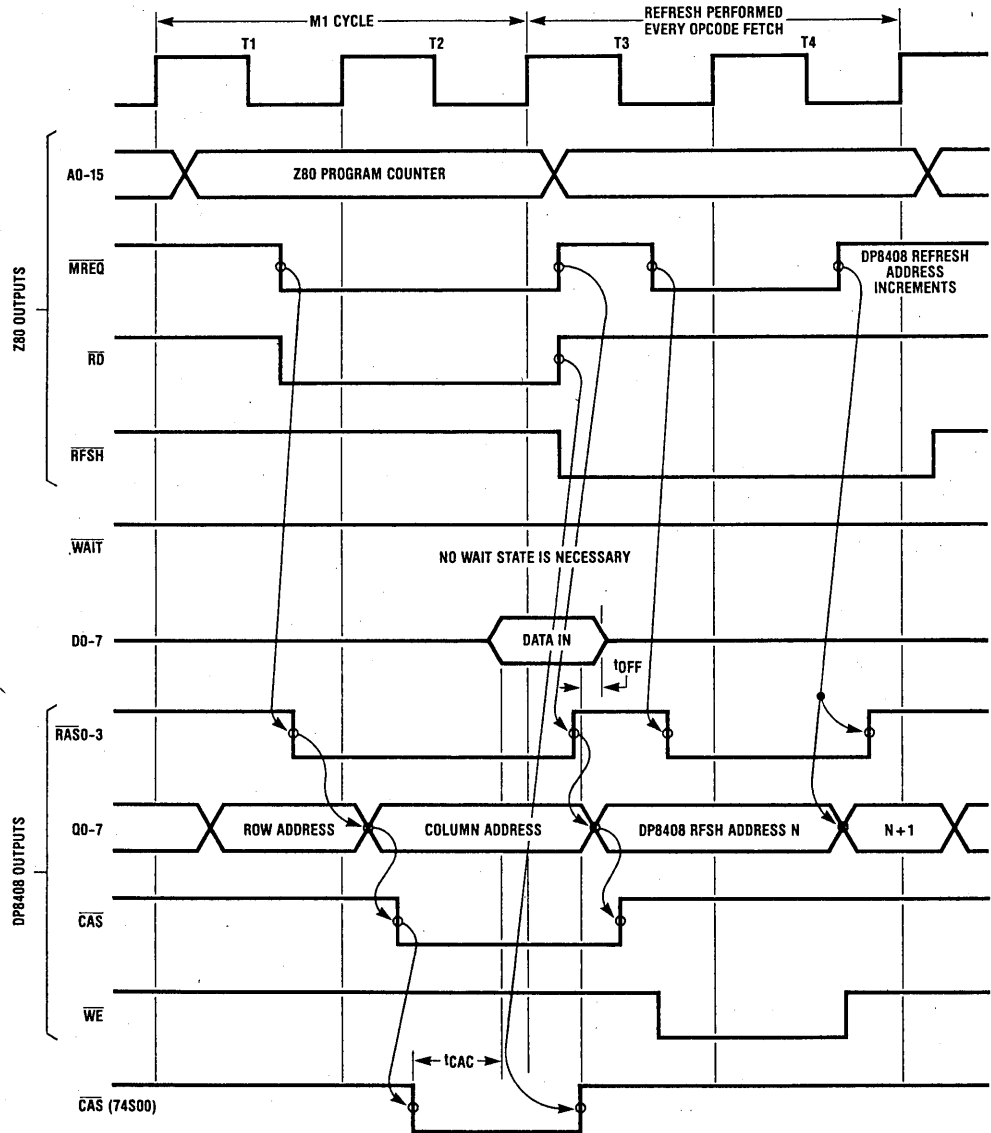 M1 CYCLE
REFRESH PERFORMED
EVERY OPCODE FETCH
T1
T2
T3
T4
Z80 OUTPUTS
A0-15
Z80 PROGRAM COUNTER
MREQ
DP8408 REFRESH
ADDRESS
INCREMENTS
RD
RFSH
WAIT
NO WAIT STATE IS NECESSARY
D0-7
DATA IN
tOFF
DP8408 OUTPUTS
RAS0-3
Q0-7
ROW ADDRESS
COLUMN ADDRESS
DP8408 RFSH ADDRESS N
N+1
CAS
WE
tCAC
CAS (74S00)